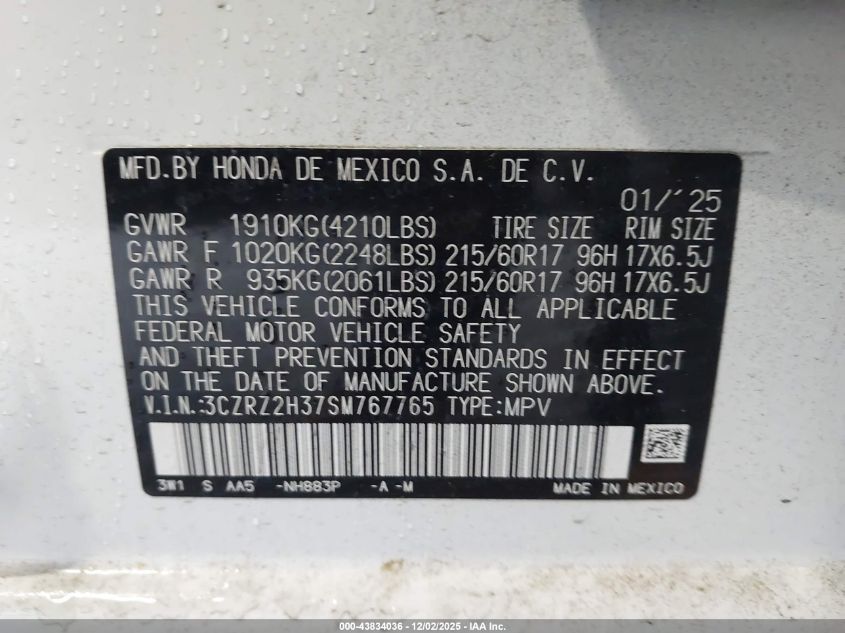 MFD.BY HONDA DE MEXICO S.A. DE C.V.
01/'25
GVWR 1910KG(4210LBS) TIRE SIZE RIM SIZE
GAWR F 1020KG(2248LBS) 215/60R17 96H 17X6.5J
GAWR R 935KG(2061LBS) 215/60R17 96H 17X6.5J
THIS VEHICLE CONFORMS TO ALL APPLICABLE
FEDERAL MOTOR VEHICLE SAFETY
AND THEFT PREVENTION STANDARDS IN EFFECT
ON THE DATE OF MANUFACTURE SHOWN ABOVE.
V.I.N.:3CZRZ2H37SM767765 TYPE:MPV
3W1 S AA5 -NH883P -A -M MADE IN MEXICO
000-43834036 - 12/02/2025 - IAA Inc.